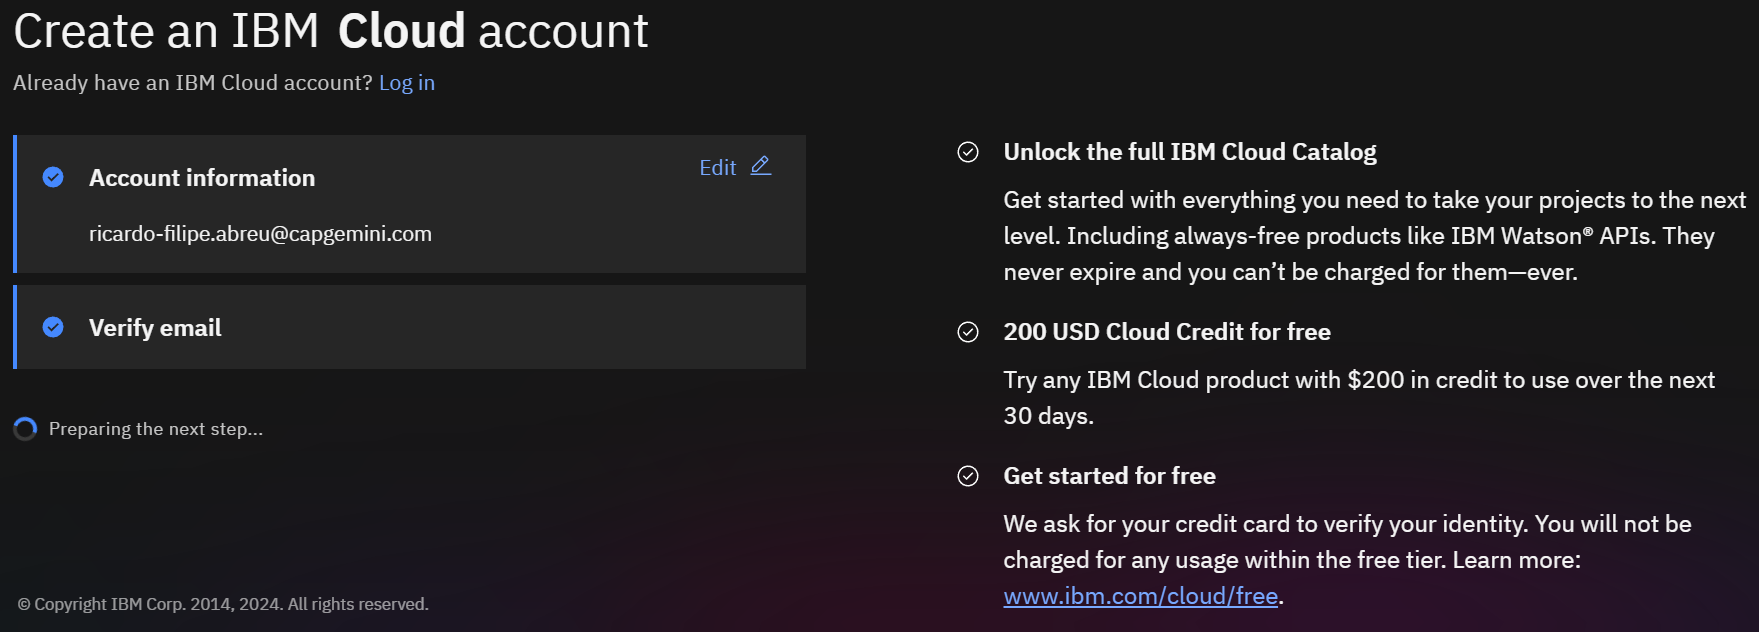 Create an IBM Cloud account
Already have an IBM Cloud account? Log in
Account information
Edit
ricardo-filipe.abreu@capgemini.com
Verify email
Preparing the next step...
Unlock the full IBM Cloud Catalog
Get started with everything you need to take your projects to the next
level. Including always-free products like IBM Watson® APIs. They
never expire and you can’t be charged for them—ever.
200 USD Cloud Credit for free
Try any IBM Cloud product with $200 in credit to use over the next
30 days.
Get started for free
We ask for your credit card to verify your identity. You will not be
charged for any usage within the free tier. Learn more:
www.ibm.com/cloud/free.
© Copyright IBM Corp. 2014, 2024. All rights reserved.